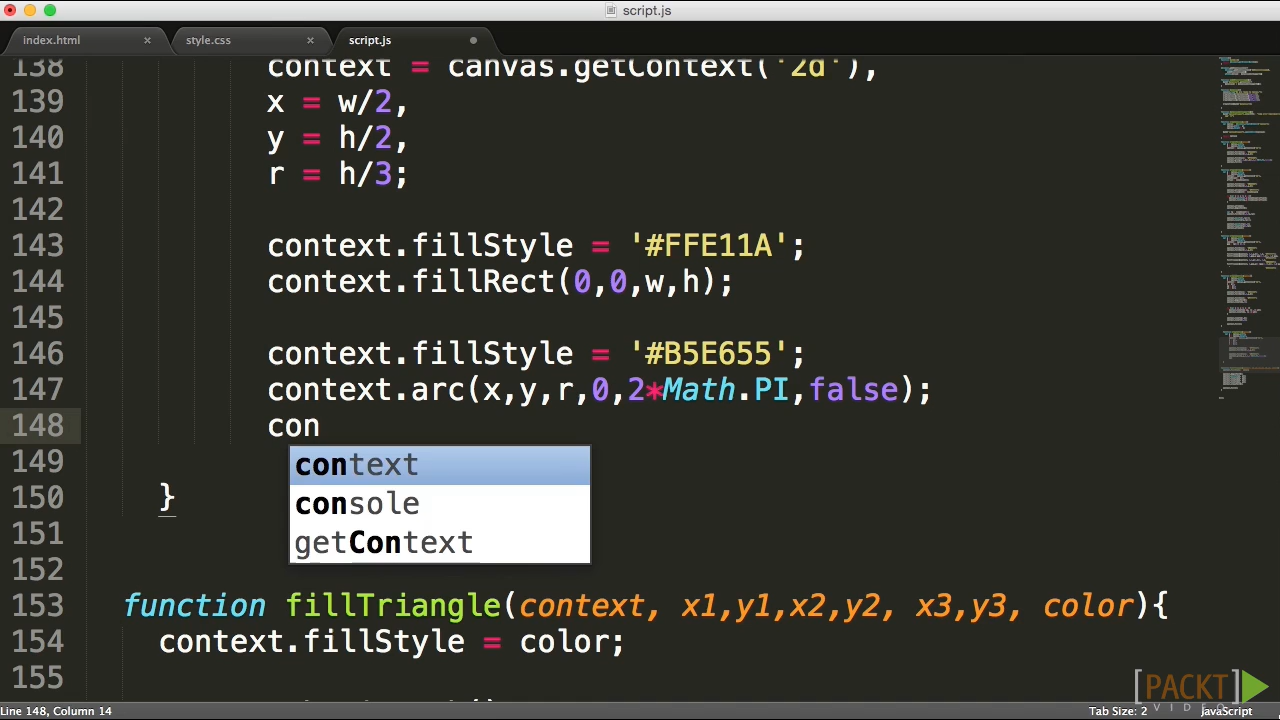 script.js
index.html × style.css × script.js
138 context = canvas.getContext('2d'),
139 x = w/2,
140 y = h/2,
141 r = h/3;
142
143 context.fillStyle = '#FFE11A';
144 context.fillRect(0,0,w,h);
145
146 context.fillStyle = '#B5E655';
147 context.arc(x,y,r,0,2*Math.PI,false);
148 con
149 context
150 }
console
151 getContext
152
153 function fillTriangle(context, x1,y1,x2,y2, x3,y3, color){
154 context.fillStyle = color;
155
[PACKT]
VIDEO
Line 148, Column 14 Tab Size: 2 JavaScript